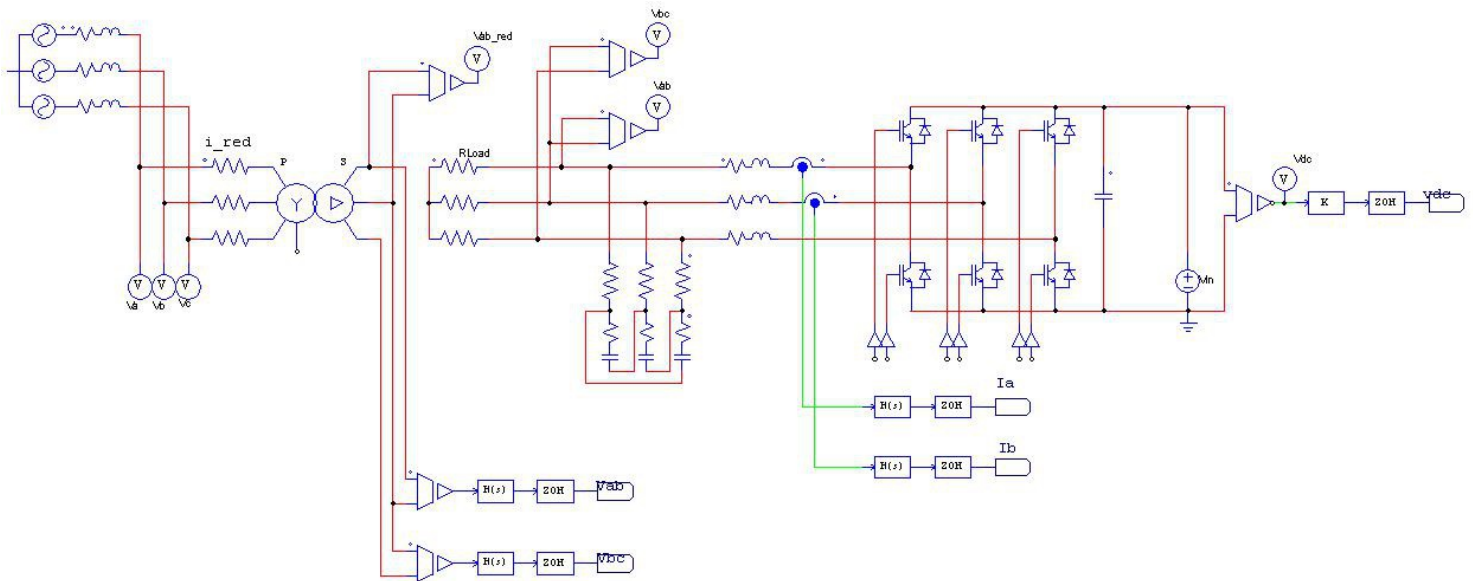 Vab_red
Vbc
Vab
i_red
P
S
RLoad
Y
V
V
V
V
V
V
Va
Vb
Vc
Vdc
V
K
ZOH
vdc
Vin
Ia
H(s)
ZOH
Ib
H(s)
ZOH
H(s)
ZOH
Vab
H(s)
ZOH
Vbc